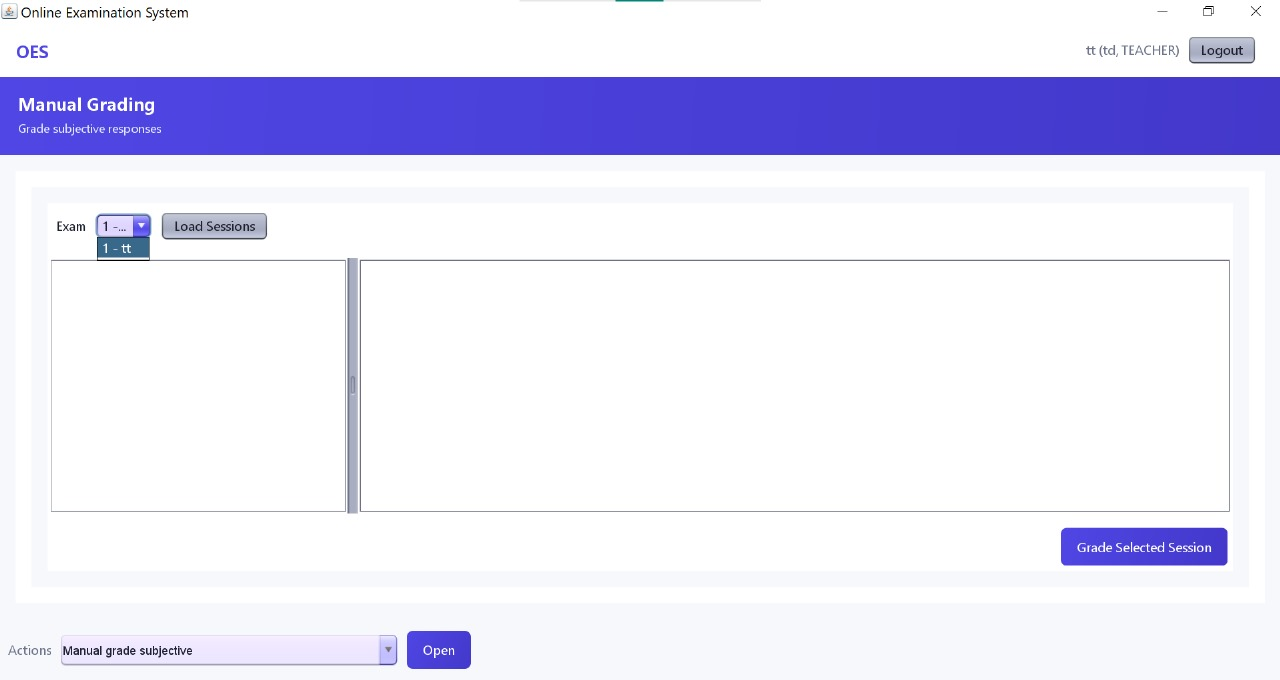 Online Examination System
OES
tt (td, TEACHER)
Logout
Manual Grading
Grade subjective responses
Exam
1 -...
Load Sessions
1 - tt
Grade Selected Session
Actions
Manual grade subjective
Open